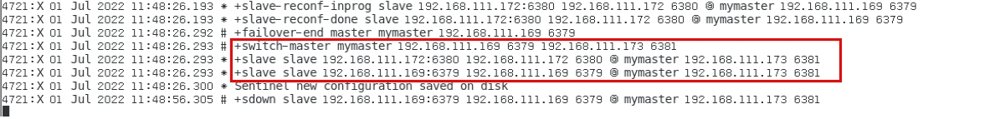 4721:X 01 Jul 2022 11:48:26.193 * +slave-reconf-inprog slave 192.168.111.172:6380 192.168.111.172 6380 @ mymaster 192.168.111.169 6379
4721:X 01 Jul 2022 11:48:26.193 * +slave-reconf-done slave 192.168.111.172:6380 192.168.111.172 6380 @ mymaster 192.168.111.169 6379
4721:X 01 Jul 2022 11:48:26.292 # +failover-end master mymaster 192.168.111.169 6379
4721:X 01 Jul 2022 11:48:26.293 # +switch-master mymaster 192.168.111.169 6379 192.168.111.173 6381
4721:X 01 Jul 2022 11:48:26.293 * +slave slave 192.168.111.172:6380 192.168.111.172 6380 @ mymaster 192.168.111.173 6381
4721:X 01 Jul 2022 11:48:26.293 * +slave slave 192.168.111.169:6379 192.168.111.169 6379 @ mymaster 192.168.111.173 6381
4721:X 01 Jul 2022 11:48:26.300 * Sentinel new configuration saved on disk
4721:X 01 Jul 2022 11:48:56.305 # +sdown slave 192.168.111.169:6379 192.168.111.169 6379 @ mymaster 192.168.111.173 6381